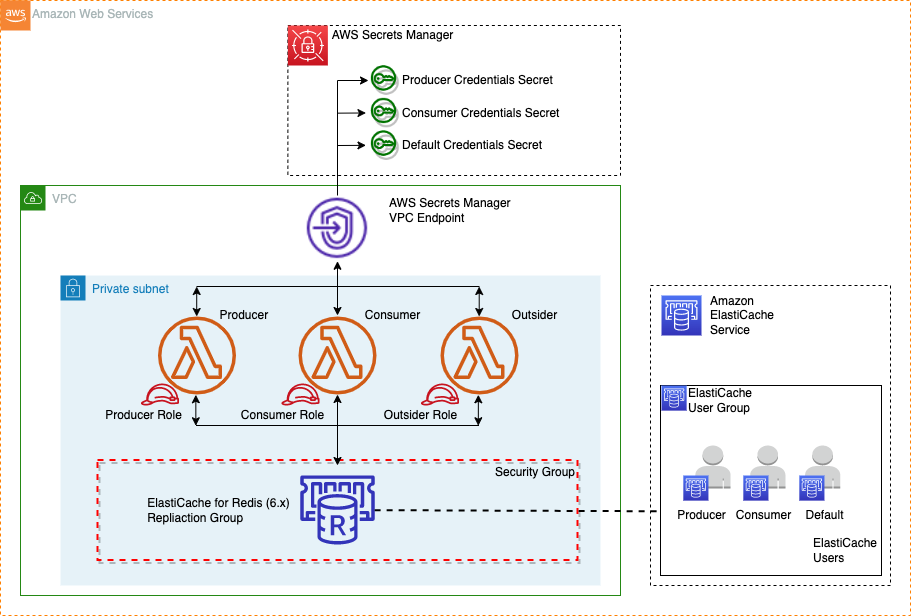 aws
Amazon Web Services
AWS Secrets Manager
Producer Credentials Secret
Consumer Credentials Secret
Default Credentials Secret
VPC
AWS Secrets Manager
VPC Endpoint
Private subnet
Producer
Consumer
Outsider
Producer Role
Consumer Role
Outsider Role
Security Group
ElastiCache for Redis (6.x)
Repliaction Group
R
Amazon
ElastiCache
Service
ElastiCache
User Group
Producer
Consumer
Default
ElastiCache
Users